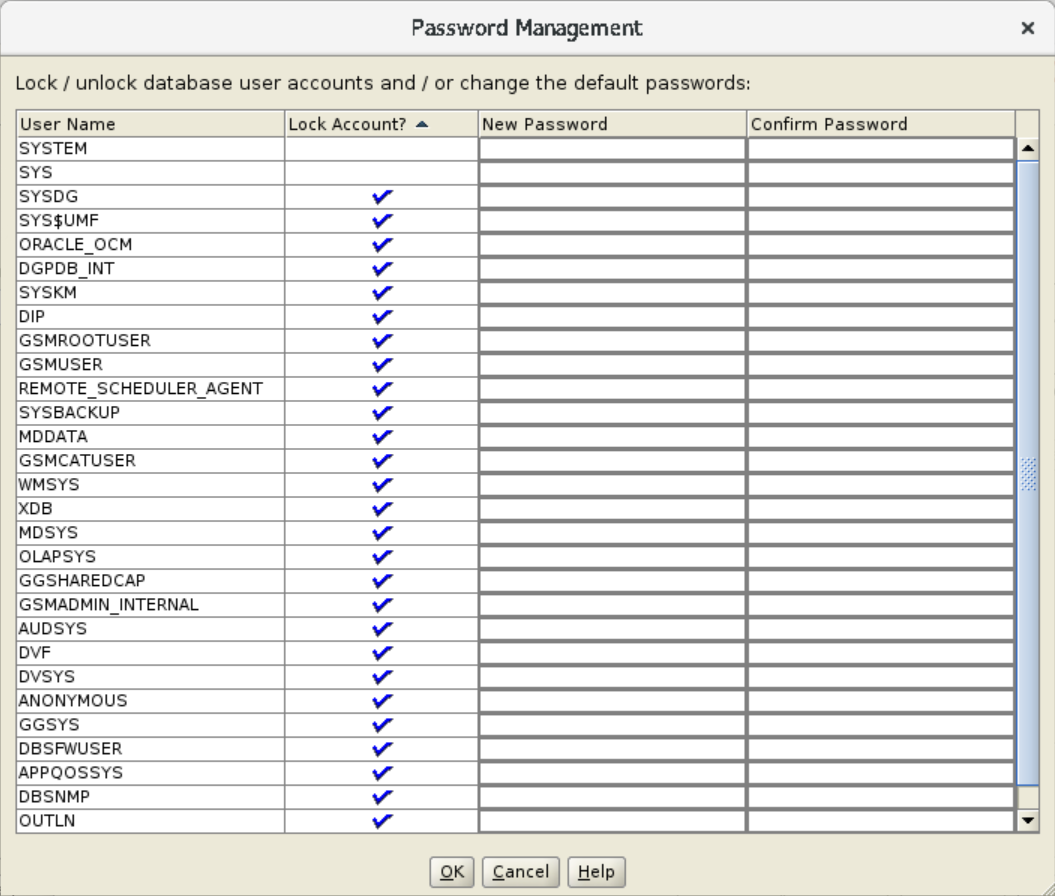 Password Management
Lock / unlock database user accounts and / or change the default passwords:
User Name Lock Account? New Password Confirm Password
SYSTEM
SYS
SYSDG
SYS$UMF
ORACLE_OCM
DGPDB_INT
SYSKM
DIP
GSMROOTUSER
GSMUSER
REMOTE_SCHEDULER_AGENT
SYSBACKUP
MDDATA
GSMCATUSER
WMSYS
XDB
MDSYS
OLAPSYS
GGSHAREDCAP
GSMADMIN_INTERNAL
AUDSYS
DVF
DVSYS
ANONYMOUS
GGSYS
DBSFWUSER
APPQOSSYS
DBSNMP
OUTLN
OK Cancel Help